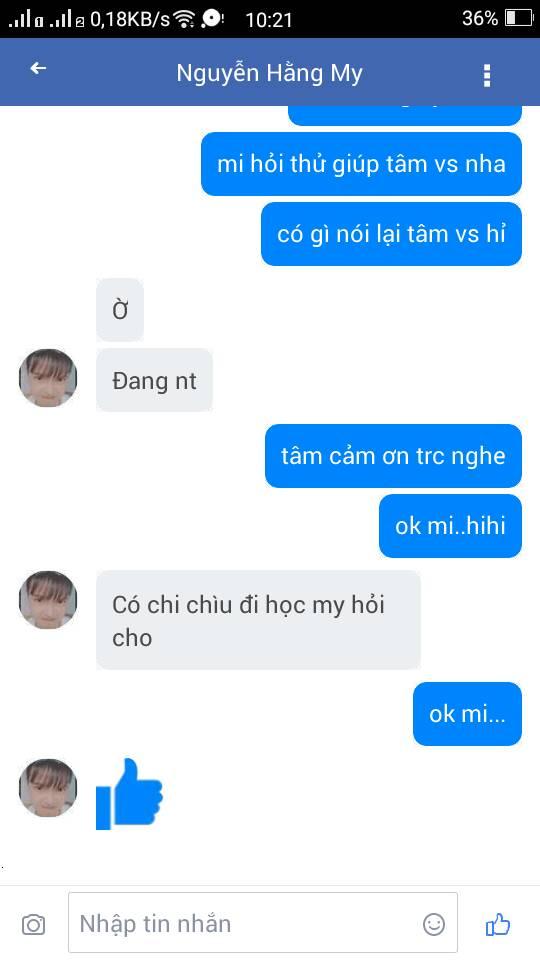 0,18KB/s 10:21 36%
Nguyễn Hằng My
mi hỏi thử giúp tâm vs nha
có gì nói lại tâm vs hỉ
Ờ
Đang nt
tâm cảm ơn trc nghe
ok mi..hihi
Có chi chìu đi học my hỏi
cho
ok mi...
Nhập tin nhắn